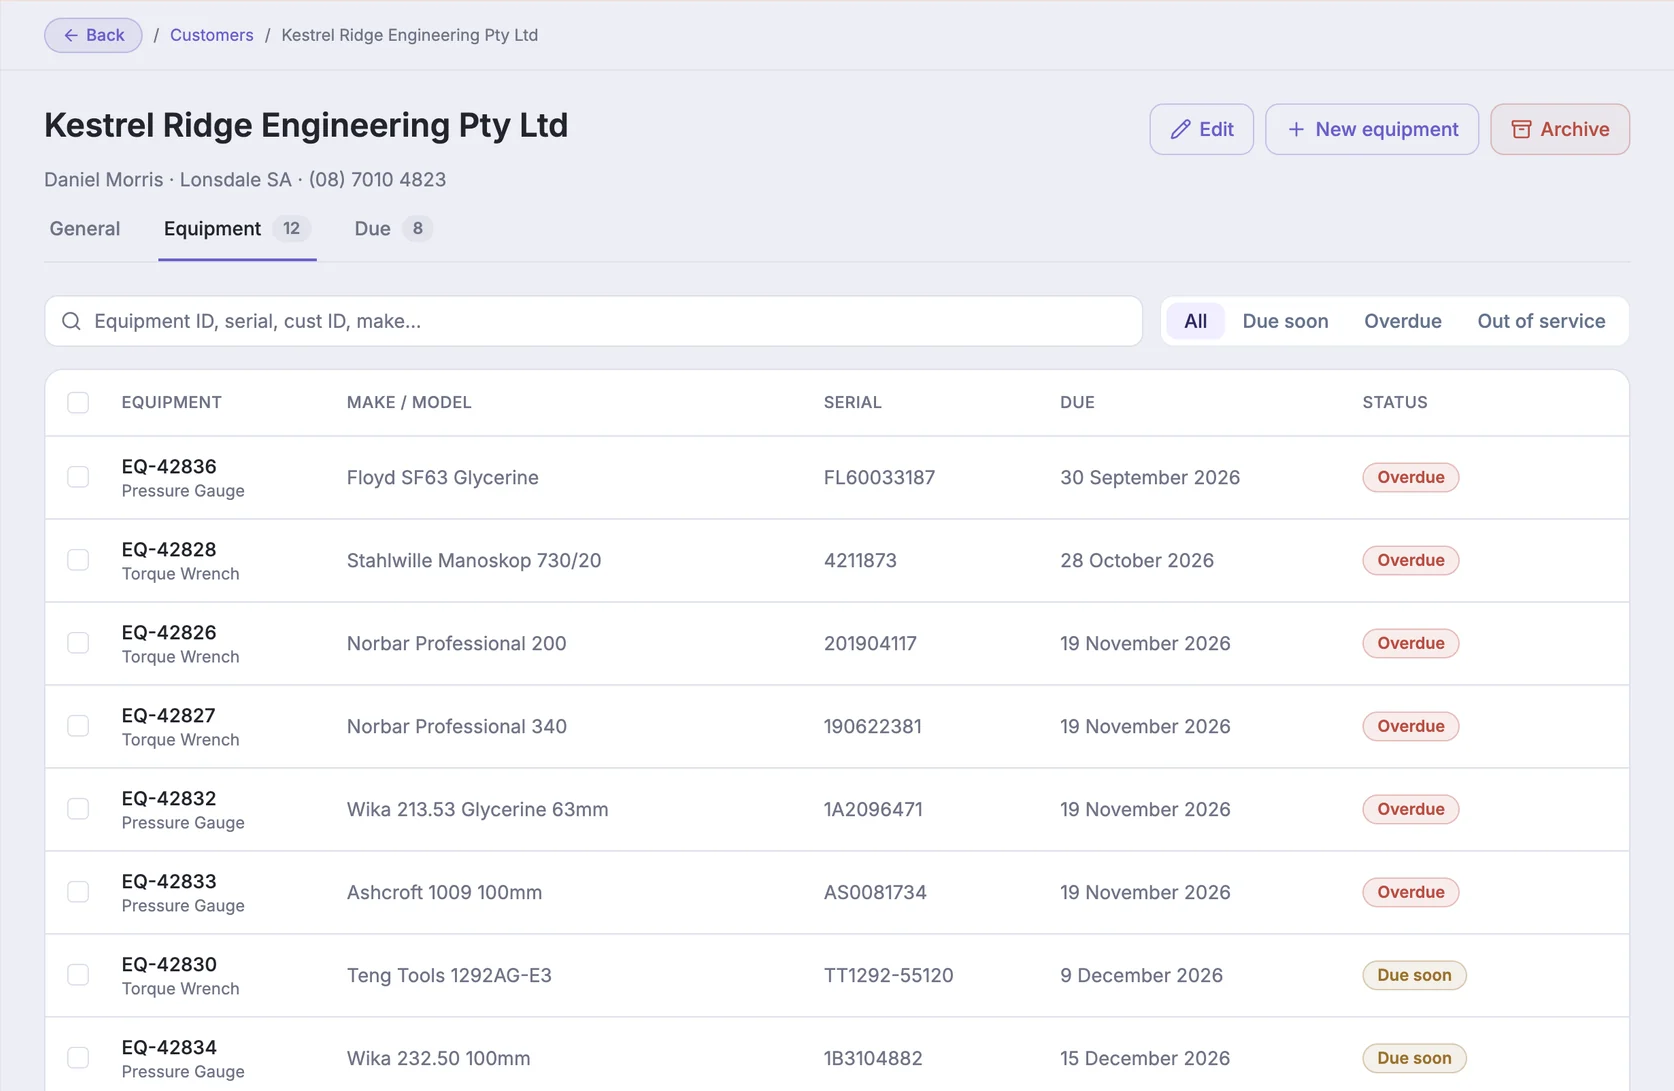 Back / Customers / Kestrel Ridge Engineering Pty Ltd
Kestrel Ridge Engineering Pty Ltd
Edit
New equipment
Archive
Daniel Morris · Lonsdale SA · (08) 7010 4823
General Equipment 12 Due 8
Equipment ID, serial, cust ID, make...
All Due soon Overdue Out of service
EQUIPMENT MAKE / MODEL SERIAL DUE STATUS
EQ-42836
Pressure Gauge
Floyd SF63 Glycerine FL60033187 30 September 2026 Overdue
EQ-42828
Torque Wrench
Stahlwille Manoskop 730/20 4211873 28 October 2026 Overdue
EQ-42826
Torque Wrench
Norbar Professional 200 201904117 19 November 2026 Overdue
EQ-42827
Torque Wrench
Norbar Professional 340 190622381 19 November 2026 Overdue
EQ-42832
Pressure Gauge
Wika 213.53 Glycerine 63mm 1A2096471 19 November 2026 Overdue
EQ-42833
Pressure Gauge
Ashcroft 1009 100mm AS0081734 19 November 2026 Overdue
EQ-42830
Torque Wrench
Teng Tools 1292AG-E3 TT1292-55120 9 December 2026 Due soon
EQ-42834
Pressure Gauge
Wika 232.50 100mm 1B3104882 15 December 2026 Due soon